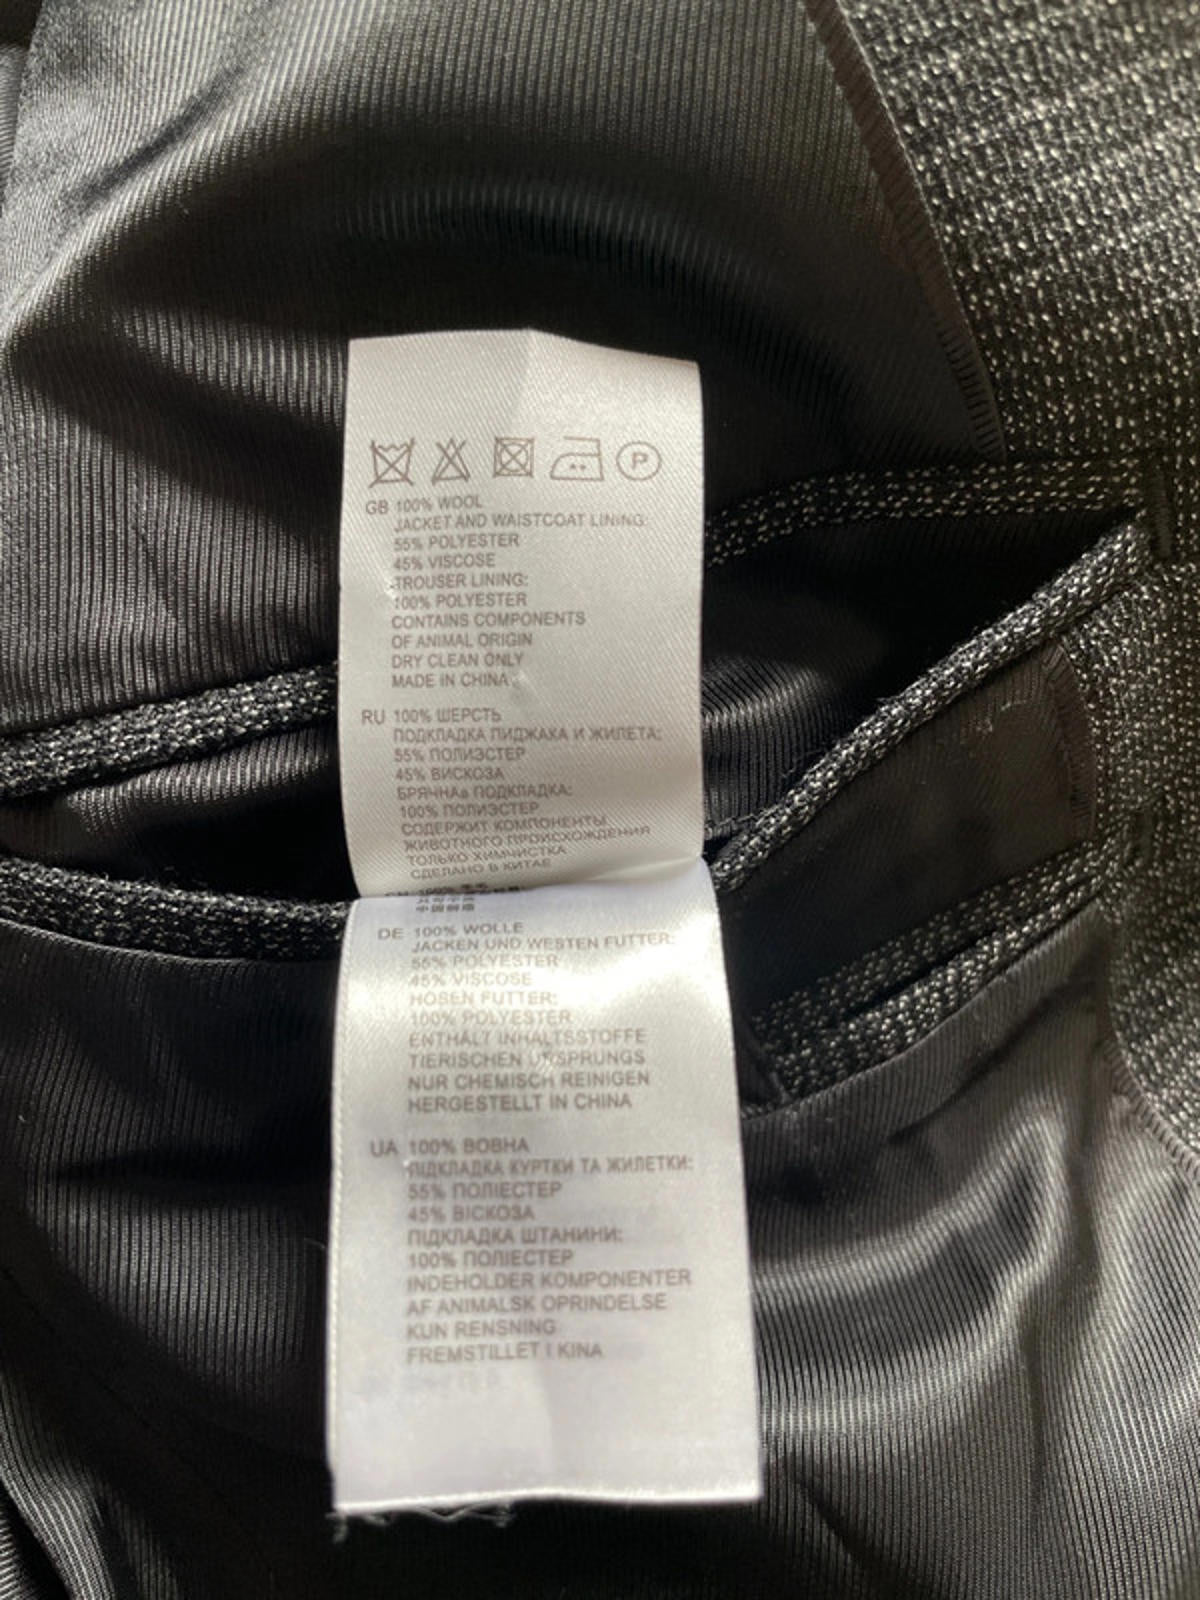 P
GB 100% WOOL
JACKET AND WAISTCOAT LINING:
55% POLYESTER
45% VISCOSE
TROUSER LINING:
100% POLYESTER
CONTAINS COMPONENTS
OF ANIMAL ORIGIN
DRY CLEAN ONLY
MADE IN CHINA
RU 100% ШЕРСТЬ
ПОДКЛАДКА ПИДЖАКА И ЖИЛЕТА:
55% ПОЛИЭСТЕР
45% ВИСКОЗА
БРЯЧНАя ПОДКЛАДКА:
100% ПОЛИЭСТЕР
СОДЕРЖИТ КОМПОНЕНТЫ
ЖИВОТНОГО ПРОИСХОЖДЕНИЯ
ТОЛЬКО ХИМЧИСТКА
СДЕЛАНО В КИТАЕ
DE 100% WOLLE
JACKEN UND WESTEN FUTTER:
55% POLYESTER
45% VISCOSE
HOSEN FUTTER:
100% POLYESTER
ENTHÄLT INHALTSSTOFFE
TIERISCHEN URSPRUNGS
NUR CHEMISCH REINIGEN
HERGESTELLT IN CHINA
UA 100% ВОВНА
ПІДКЛАДКА КУРТКИ ТА ЖИЛЕТКИ:
55% ПОЛІЕСТЕР
45% ВІСКОЗА
ПІДКЛАДКА ШТАНИНИ:
100% ПОЛІЕСТЕР
INDEHOLDER KOMPONENTER
AF ANIMALSK OPRINDELSE
KUN RENSNING
FREMSTILLET I KINA